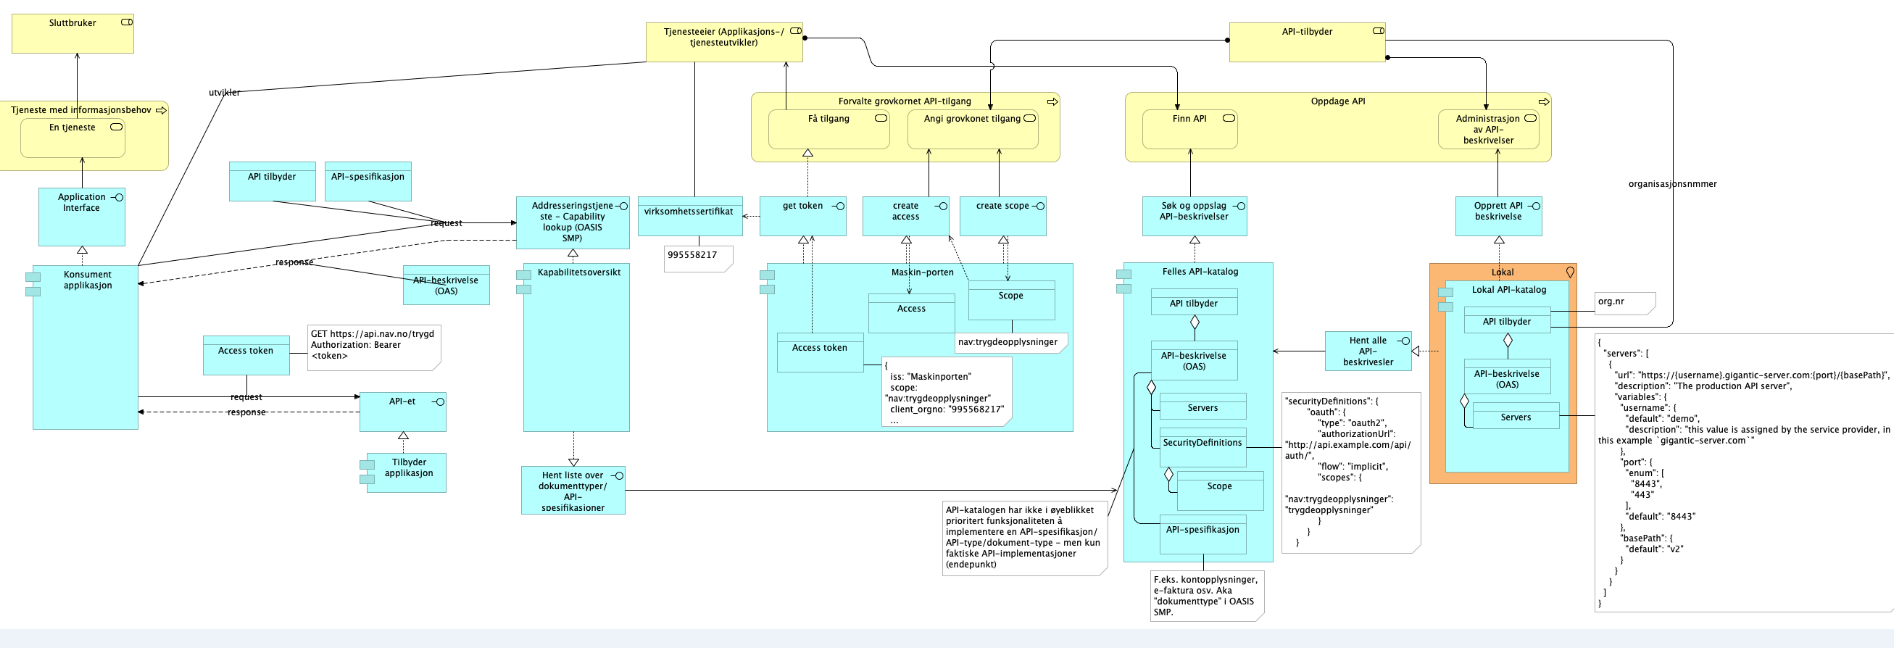 Sluttbruker
Tjenesteeier (Applikasjons-/
tjenesteutvikler)
API-tilbyder
utvikler
Tjeneste med informasjonsbehov
En tjeneste
Forvalte grovkornet API-tilgang
Få tilgang
Angi grovkonet tilgang
Oppdage API
Finn API
Administrasjon
av API-
beskrivelser
organisasjonsnmmer
Application
Interface
API tilbyder
API-spesifikasjon
request
response
Addresseringstjene
ste - Capability
lookup (OASIS
SMP)
virksomhetssertifikat
995558217
get token
create
access
create scope
Søk og oppslag
API-beskrivelser
Opprett API
beskrivelse
Konsument
applikasjon
API-beskrivelse
(OAS)
Kapabilitetsoversikt
Maskin-porten
Access
Scope
nav:trygdeopplysninger
Access token
{
iss: "Maskinporten"
scope:
"nav:trygdeopplysninger"
client_orgno: "995568217"
...
Felles API-katalog
API tilbyder
API-beskrivelse
(OAS)
Servers
SecurityDefinitions
Scope
API-spesifikasjon
Hent alle
API-
beskrivesler
Lokal
Lokal API-katalog
API tilbyder
API-beskrivelse
(OAS)
Servers
org.nr
Access token
GET https://api.nav.no/trygd
Authorization: Bearer
<token>
request
response
API-et
Tilbyder
applikasjon
Hent liste over
dokumenttyper/
API-
spesifikasioner
API-katalogen har ikke i øyeblikket
prioritert funksjonaliteten å
implementere en API-spesifikasjon/
API-type/dokument-type - men kun
faktiske API-implementasjoner
(endepunkt)
F.eks. kontopplysninger,
e-faktura osv. Aka
"dokumenttype" i OASIS
SMP.
"securityDefinitions": {
"oauth": {
"type": "oauth2",
"authorizationUrl":
"http://api.example.com/api/
auth/",
"flow": "implicit",
"scopes": {
"nav:trygdeopplysninger":
"trygdeopplysninger"
}
}
}
{
"servers": [
{
"url": "https://{username}.gigantic-server.com:{port}/{basePath}",
"description": "The production API server",
"variables": {
"username": {
"default": "demo",
"description": "this value is assigned by the service provider, in
this example `gigantic-server.com`"
},
"port": {
"enum": [
"8443",
"443"
],
"default": "8443"
},
"basePath": {
"default": "v2"
}
}
}
]
}